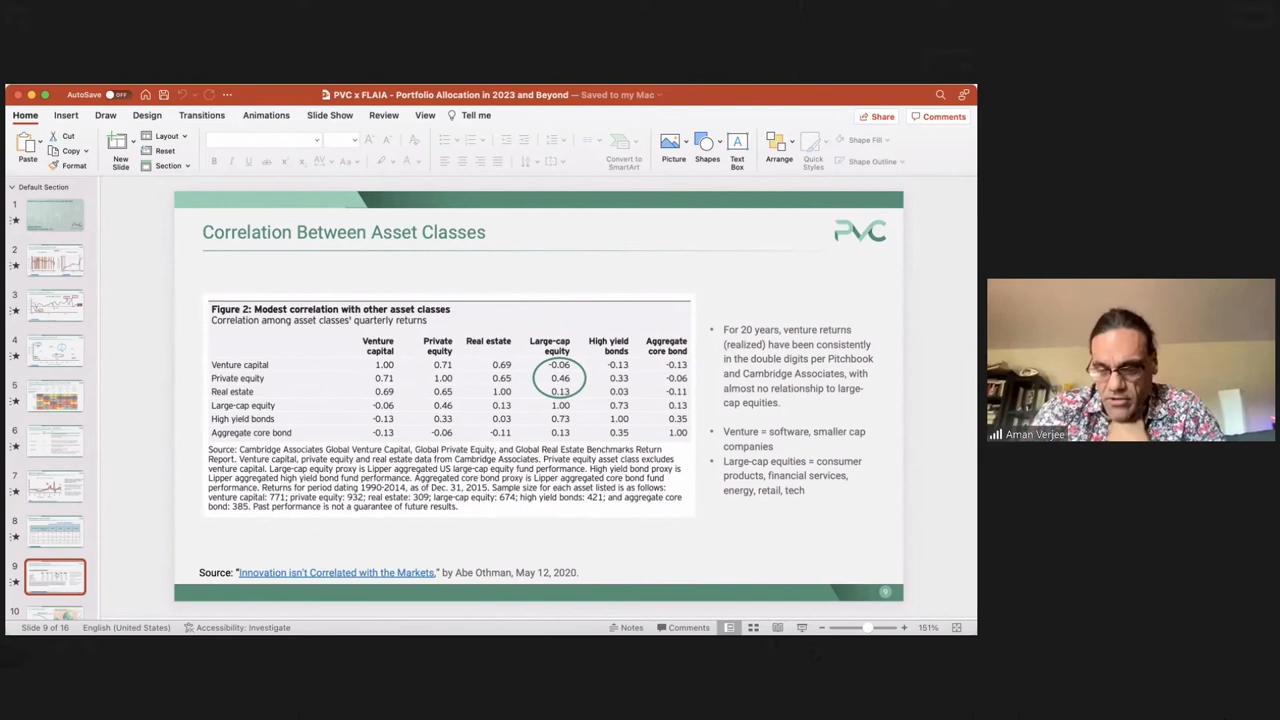 AutoSave OFF
PVC x FLAIA - Portfolio Allocation in 2023 and Beyond — Saved to my Mac
Home Insert Draw Design Transitions Animations Slide Show Review View Tell me
Share Comments
Paste
Cut
Copy
Format
New Slide
Layout
Reset
Section
Convert to SmartArt
Picture
Shapes
Text Box
Arrange
Quick Styles
Shape Fill
Shape Outline
Default Section
1
2
3
4
5
6
7
8
9
10
Correlation Between Asset Classes
PVC
Figure 2: Modest correlation with other asset classes
Correlation among asset classes' quarterly returns
Venture capital Private equity Real estate Large-cap equity High yield bonds Aggregate core bond
Venture capital 1.00 0.71 0.69 -0.06 -0.13 -0.13
Private equity 0.71 1.00 0.65 0.46 0.33 -0.06
Real estate 0.69 0.65 1.00 0.13 0.03 -0.11
Large-cap equity -0.06 0.46 0.13 1.00 0.73 0.13
High yield bonds -0.13 0.33 0.03 0.73 1.00 0.35
Aggregate core bond -0.13 -0.06 -0.11 0.13 0.35 1.00
Source: Cambridge Associates Global Venture Capital, Global Private Equity, and Global Real Estate Benchmarks Return
Report. Venture capital, private equity and real estate data from Cambridge Associates. Private equity asset class excludes
venture capital. Large-cap equity proxy is Lipper aggregated US large-cap equity fund performance. High yield bond proxy is
Lipper aggregated high yield bond fund performance. Aggregated core bond proxy is Lipper aggregated core bond fund
performance. Returns for period dating 1990-2014, as of Dec. 31, 2015. Sample size for each asset listed is as follows:
venture capital: 771; private equity: 932; real estate: 309; large-cap equity: 674; high yield bonds: 421; and aggregate core
bond: 385. Past performance is not a guarantee of future results.
• For 20 years, venture returns
(realized) have been consistently
in the double digits per Pitchbook
and Cambridge Associates, with
almost no relationship to large-
cap equities.
• Venture = software, smaller cap
companies
• Large-cap equities = consumer
products, financial services,
energy, retail, tech
Source: "Innovation isn't Correlated with the Markets," by Abe Othman, May 12, 2020.
9
Aman Verjee
Slide 9 of 16 English (United States) Accessibility: Investigate Notes Comments 151%